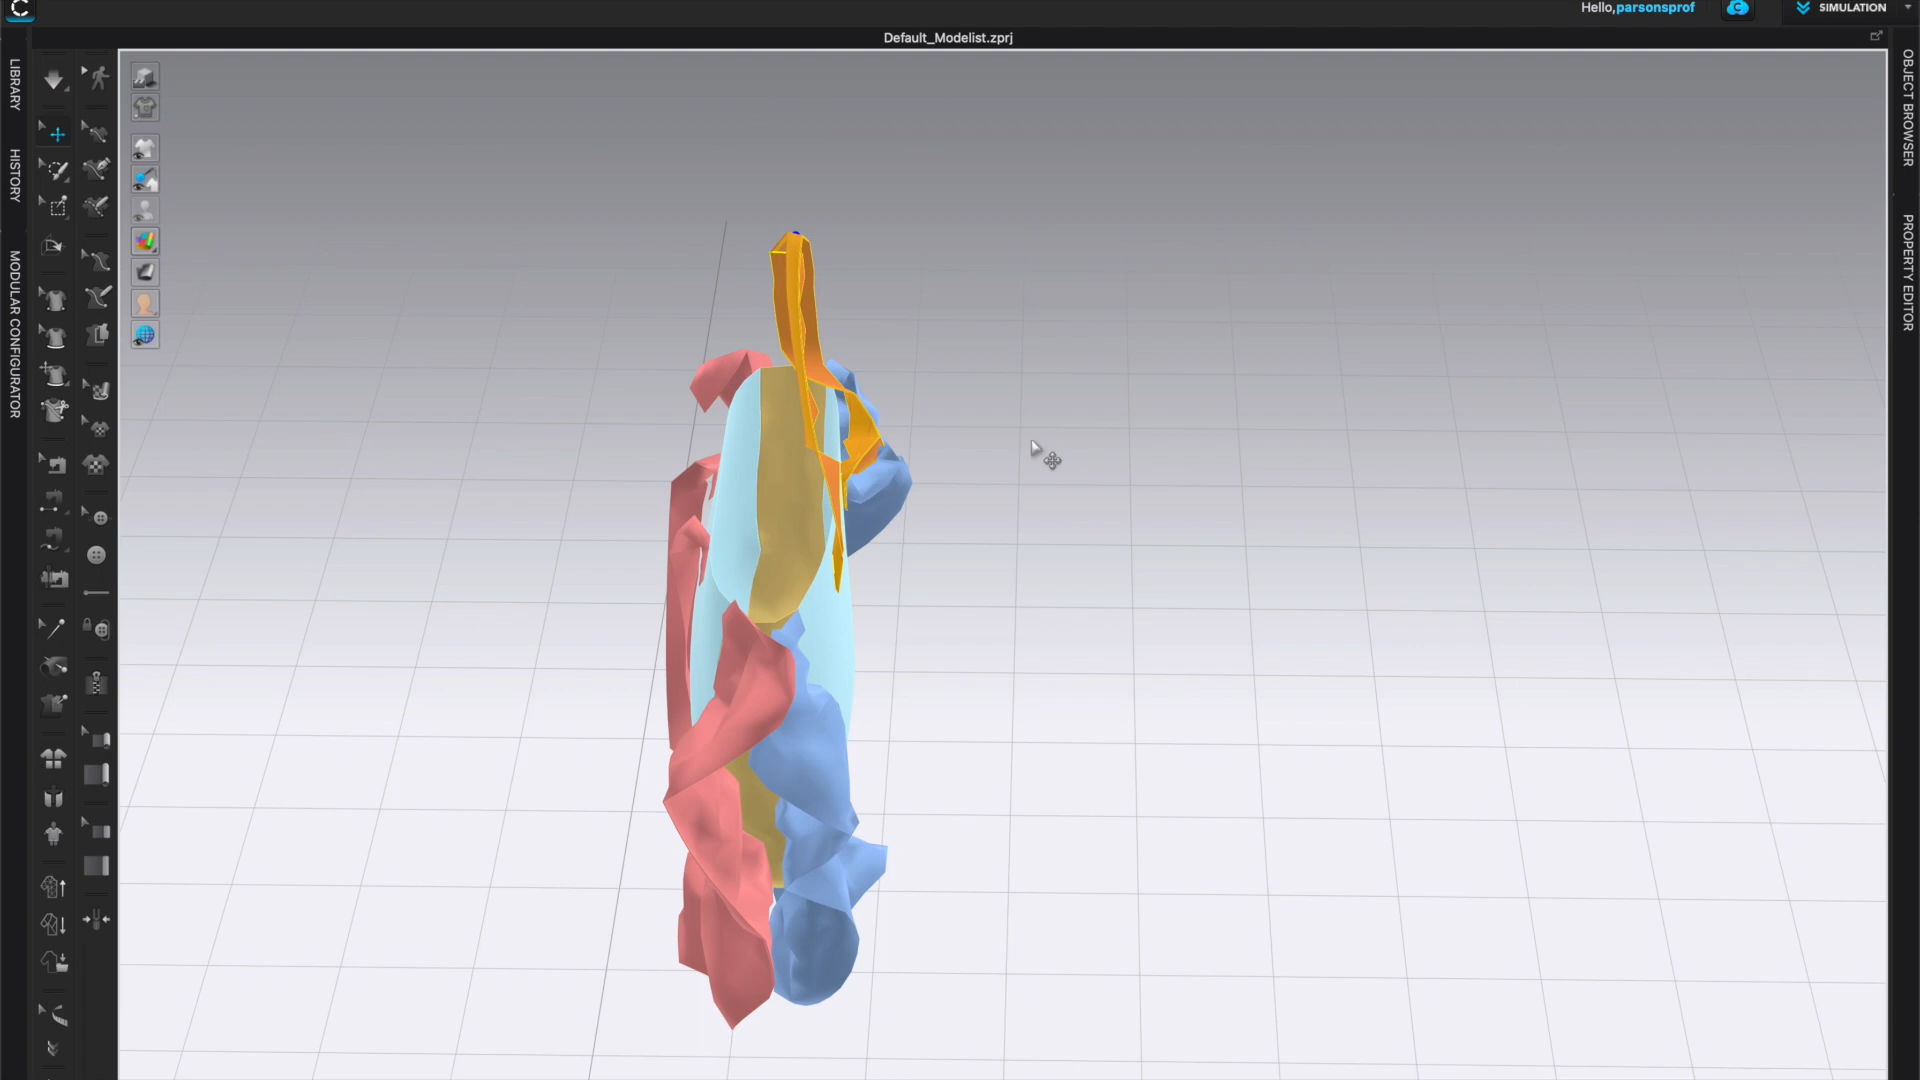 Hello,parsonsprof
SIMULATION
Default_Modelist.zprj
LIBRARY
HISTORY
MODULAR CONFIGURATOR
OBJECT BROWSER
PROPERTY EDITOR